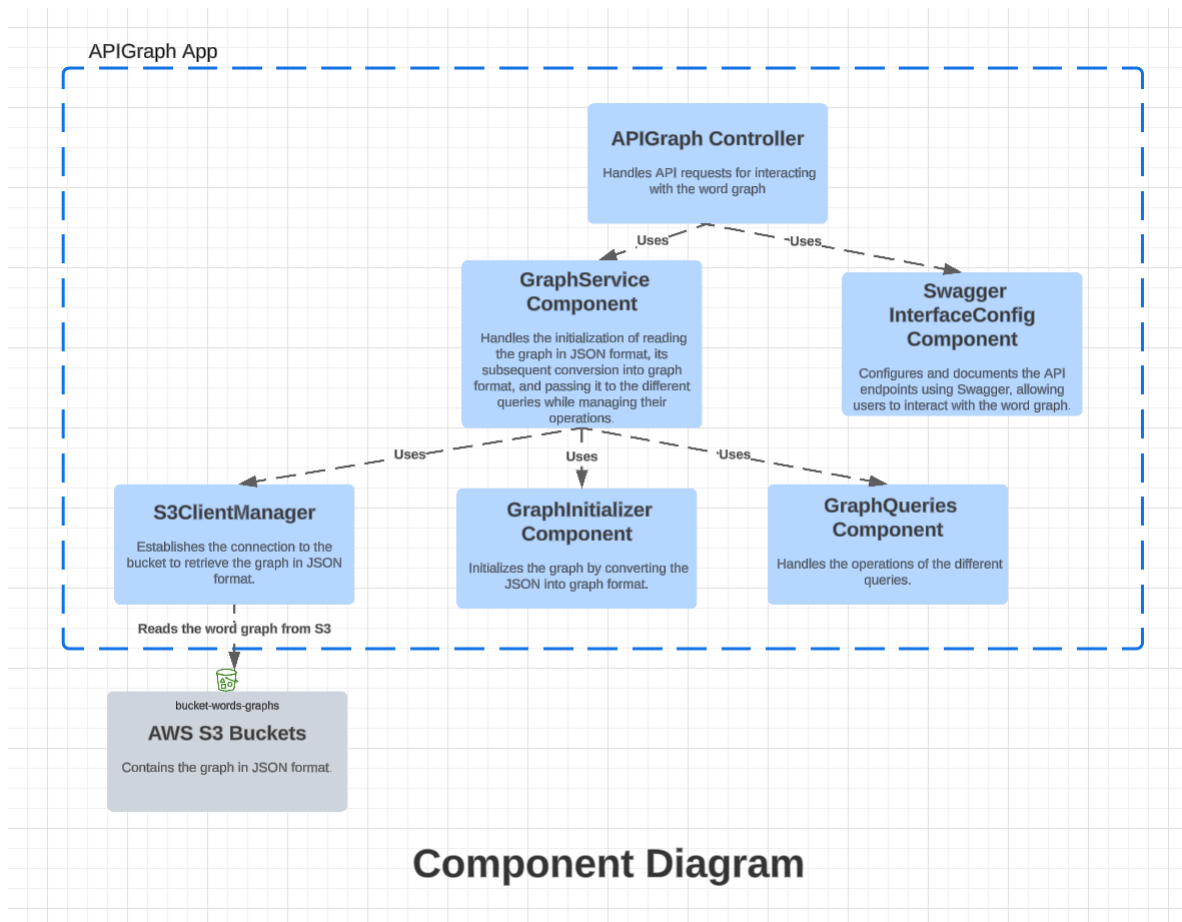 APIGraph App
APIGraph Controller
Handles API requests for interacting
with the word graph
Uses
Uses
GraphService
Component
Handles the initialization of reading
the graph in JSON format, its
subsequent conversion into graph
format, and passing it to the different
queries while managing their
operations.
Swagger
InterfaceConfig
Component
Configures and documents the API
endpoints using Swagger, allowing
users to interact with the word graph.
Uses
Uses
Uses
S3ClientManager
Establishes the connection to the
bucket to retrieve the graph in JSON
format.
GraphInitializer
Component
Initializes the graph by converting the
JSON into graph format.
GraphQueries
Component
Handles the operations of the different
queries.
Reads the word graph from S3
bucket-words-graphs
AWS S3 Buckets
Contains the graph in JSON format.
Component Diagram